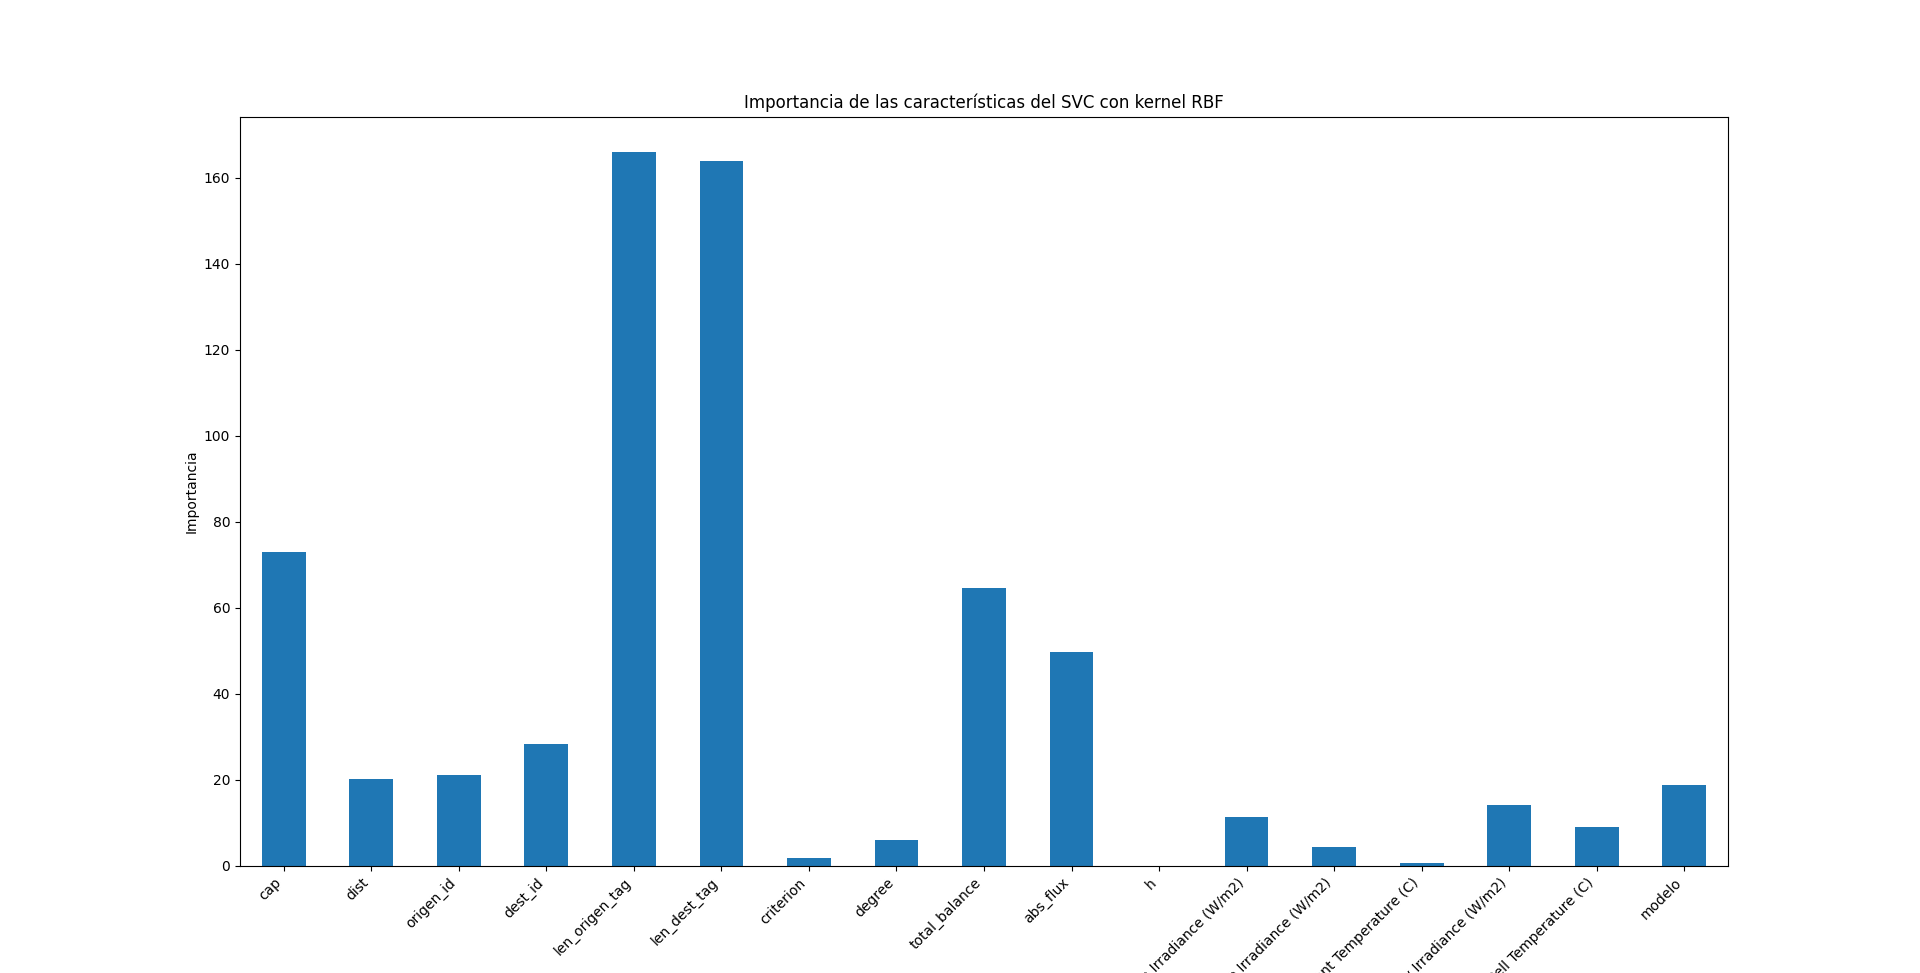 Importancia de las características del SVC con kernel RBF
Importancia
160
140
120
100
80
60
40
20
0
cap
dist
origen_id
dest_id
len_origen_tag
len_dest_tag
criterion
degree
total_balance
abs_flux
h
Irradiance (W/m2)
Irradiance (W/m2)
Temperature (C)
Irradiance (W/m2)
Temperature (C)
modelo